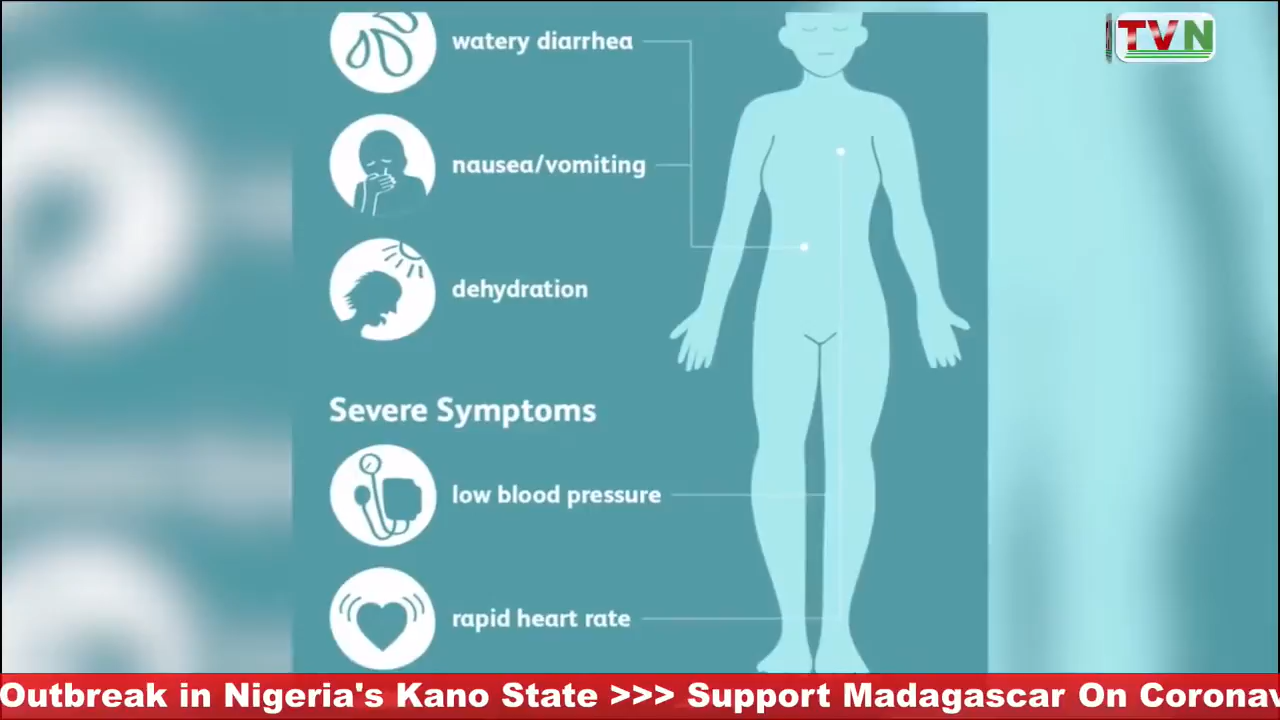 TVN
watery diarrhea
nausea/vomiting
dehydration
Severe Symptoms
low blood pressure
rapid heart rate
Outbreak in Nigeria's Kano State >>> Support Madagascar On Coronav